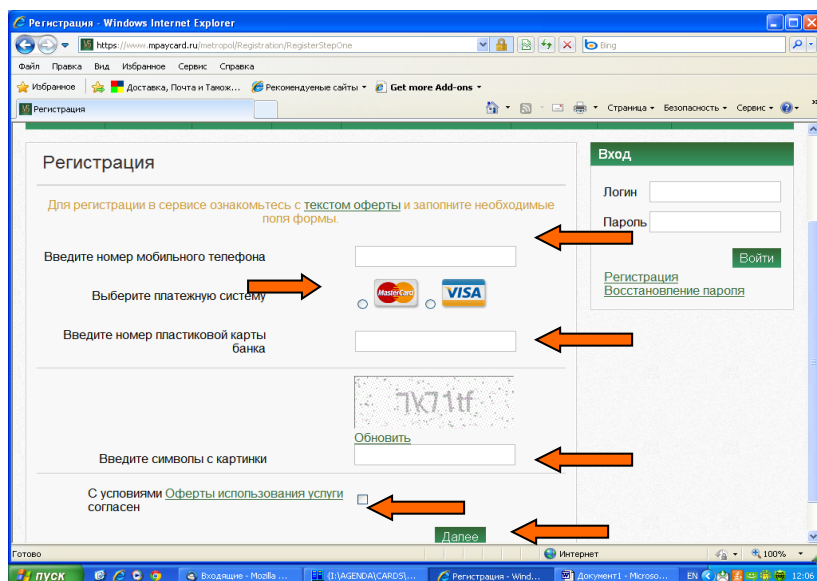 Регистрация - Windows Internet Explorer
https://www.mpaycard.ru/metropol/Registration/RegisterStepOne
Bing
Файл Правка Вид Избранное Сервис Справка
Избранное Доставка, Почта и Тамож... Рекомендуемые сайты Get more Add-ons
Регистрация
Страница Безопасность Сервис
Регистрация
Для регистрации в сервисе ознакомьтесь с текстом оферты и заполните необходимые
поля формы.
Введите номер мобильного телефона
Выберите платежную систему
MasterCard VISA
Введите номер пластиковой карты
банка
7K71tf
Обновить
Введите символы с картинки
С условиями Оферты использования услуги
согласен
Далее
Вход
Логин
Пароль
Войти
Регистрация
Восстановление пароля
Готово Интернет 100%
пуск Входящие - Mozilla ... (I:\AGENDA\CARDS\... Регистрация - Wind... Документ1 - Microso... EN 12:06